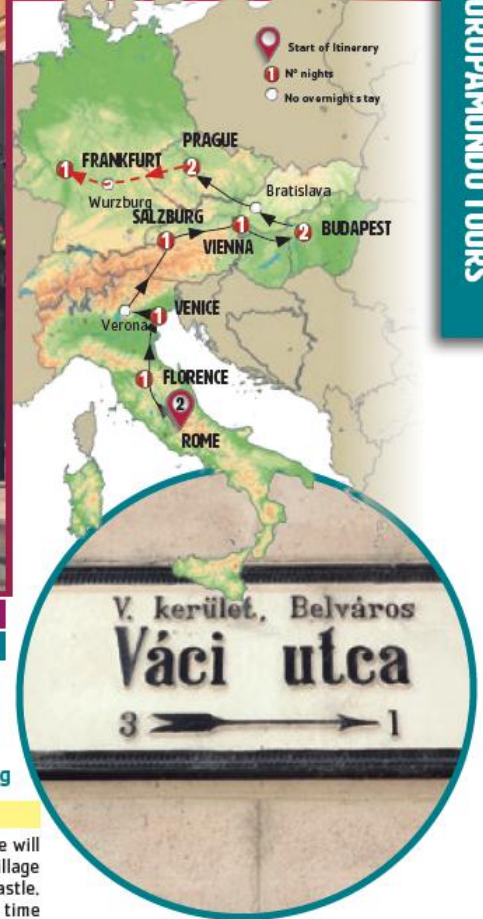 Start of Itinerary
1 Nº nights
No overnight stay
EUROPAMUNDO TOURS
PRAGUE
2
FRANKFURT
1
Wurzburg
Bratislava
SALZBURG
1
VIENNA
1
BUDAPEST
2
VENICE
1
Verona
FLORENCE
1
2
ROME
V. kerület, Belváros
Váci utca
3 1
g
e will
illage
astle,
time